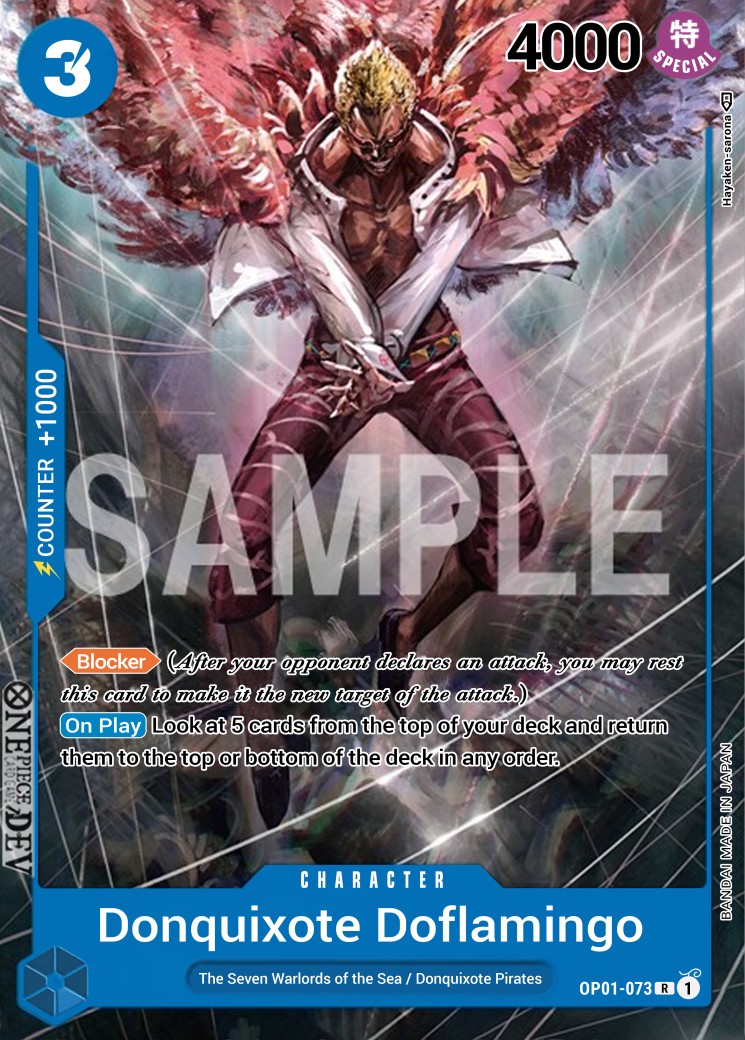 3
4000
特
SPECIAL
Hayaken-sarona
COUNTER +1000
SAMPLE
Blocker (After your opponent declares an attack, you may rest
this card to make it the new target of the attack.)
On Play Look at 5 cards from the top of your deck and return
them to the top or bottom of the deck in any order.
ONE PIECE
DEV
BANDAI MADE IN JAPAN
CHARACTER
Donquixote Doflamingo
The Seven Warlords of the Sea / Donquixote Pirates
OP01-073 R 1